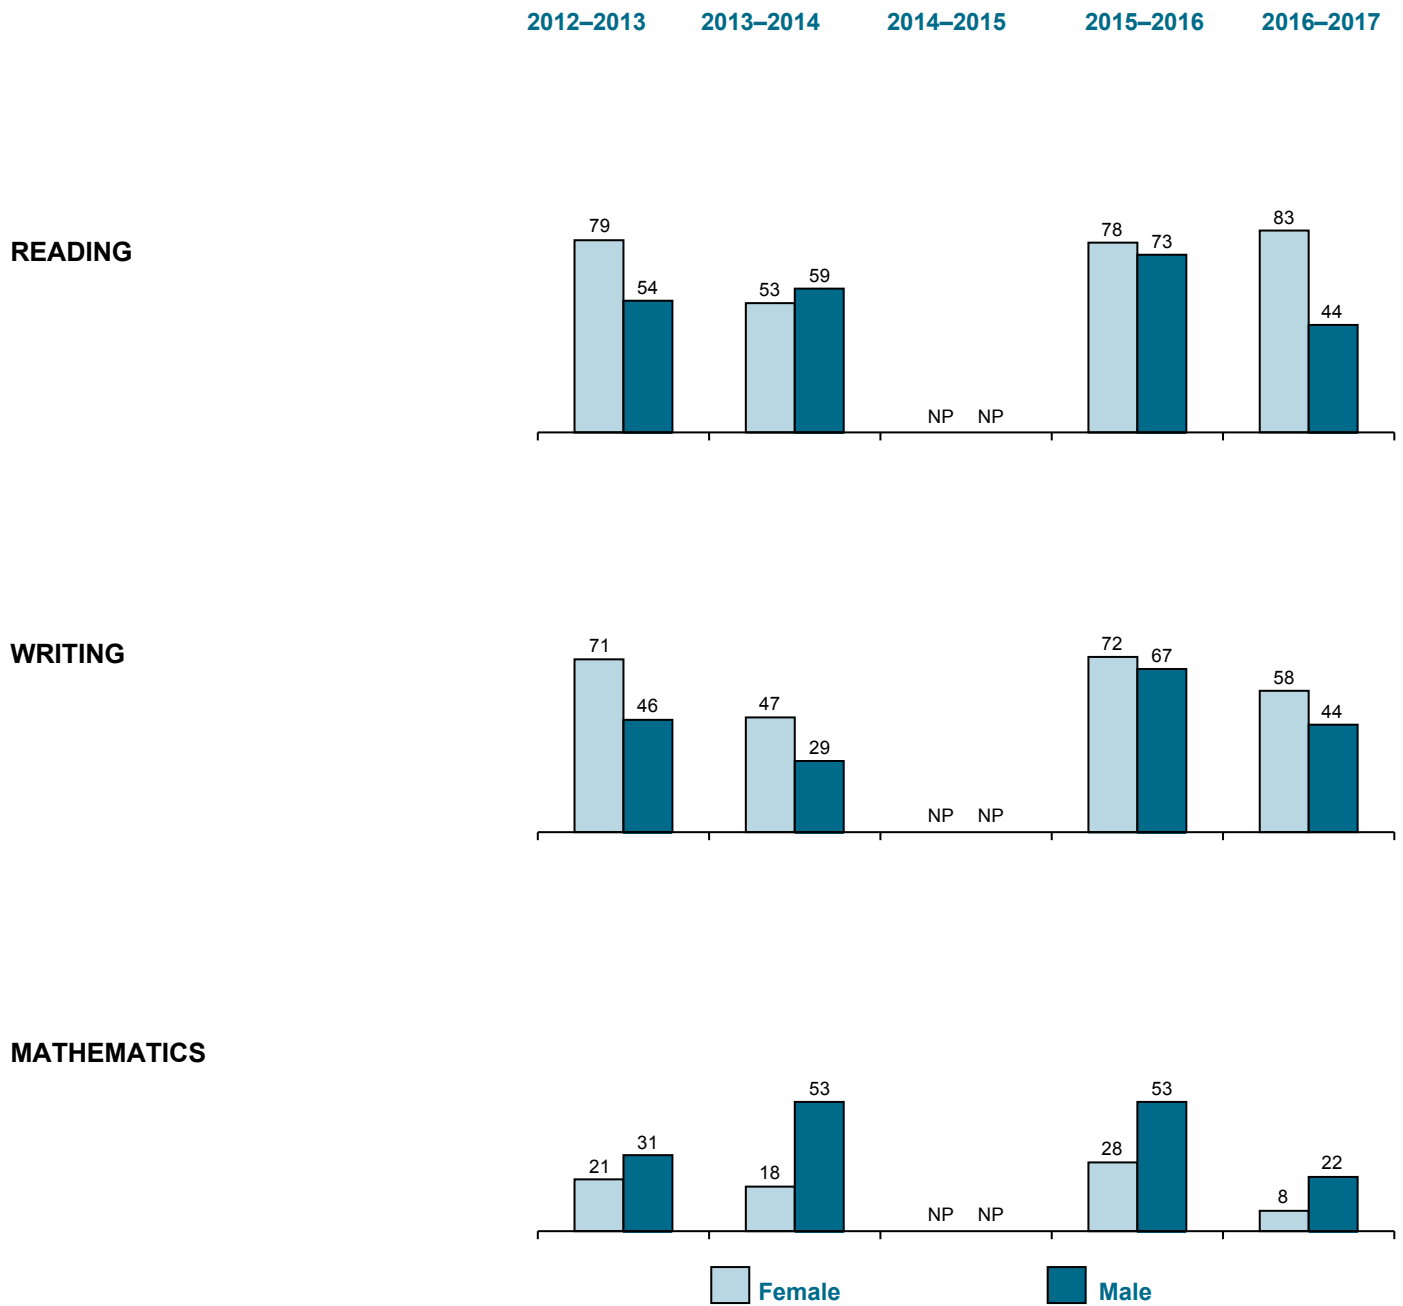 2012–2013 2013–2014 2014–2015 2015–2016 2016–2017
READING
79 54 53 59 NP NP 78 73 83 44
WRITING
71 46 47 29 NP NP 72 67 58 44
MATHEMATICS
21 31 18 53 NP NP 28 53 8 22
Female Male